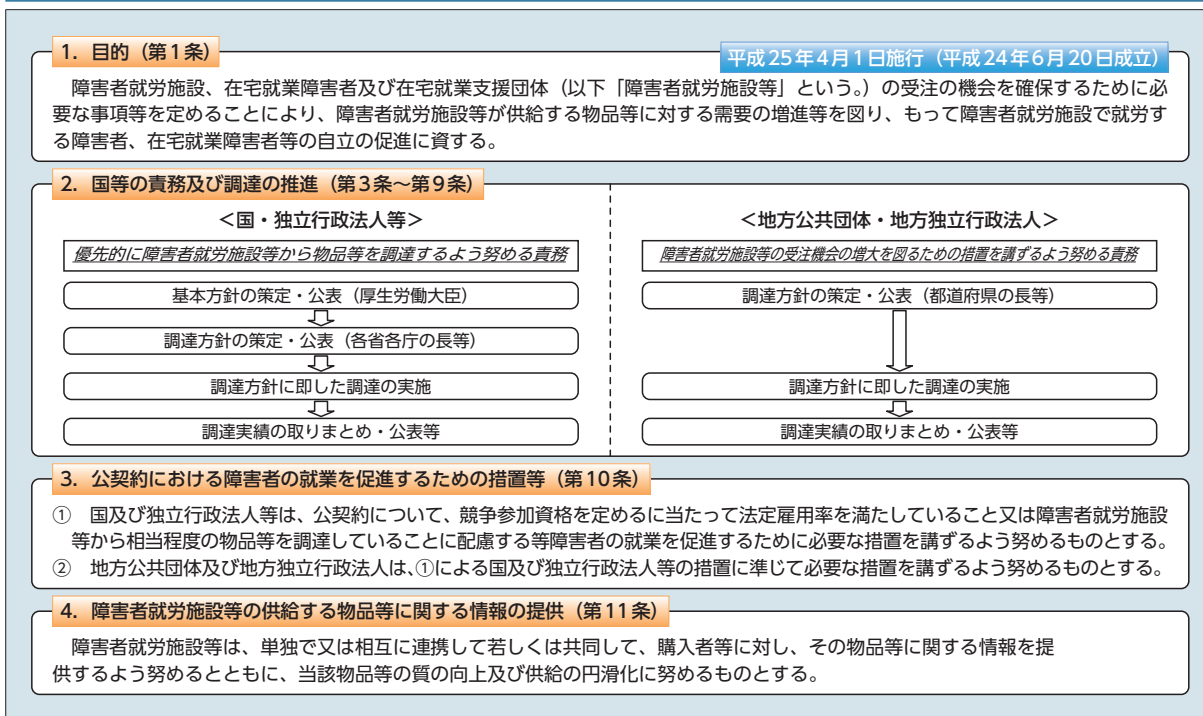 1．目的（第1条）
平成25年4月1日施行（平成24年6月20日成立）
障害者就労施設、在宅就業障害者及び在宅就業支援団体（以下「障害者就労施設等」という。）の受注の機会を確保するために必
要な事項等を定めることにより、障害者就労施設等が供給する物品等に対する需要の増進等を図り、もって障害者就労施設で就労す
る障害者、在宅就業障害者等の自立の促進に資する。
2．国等の責務及び調達の推進（第3条～第9条）
＜国・独立行政法人等＞
優先的に障害者就労施設等から物品等を調達するよう努める責務
基本方針の策定・公表（厚生労働大臣）
調達方針の策定・公表（各省各庁の長等）
調達方針に即した調達の実施
調達実績の取りまとめ・公表等
＜地方公共団体・地方独立行政法人＞
障害者就労施設等の受注機会の増大を図るための措置を講ずるよう努める責務
調達方針の策定・公表（都道府県の長等）
調達方針に即した調達の実施
調達実績の取りまとめ・公表等
3．公契約における障害者の就業を促進するための措置等（第10条）
①　国及び独立行政法人等は、公契約について、競争参加資格を定めるに当たって法定雇用率を満たしていること又は障害者就労施設
等から相当程度の物品等を調達していることに配慮する等障害者の就業を促進するために必要な措置を講ずるよう努めるものとする。
②　地方公共団体及び地方独立行政法人は、①による国及び独立行政法人等の措置に準じて必要な措置を講ずるよう努めるものとする。
4．障害者就労施設等の供給する物品等に関する情報の提供（第11条）
障害者就労施設等は、単独で又は相互に連携して若しくは共同して、購入者等に対し、その物品等に関する情報を提
供するよう努めるとともに、当該物品等の質の向上及び供給の円滑化に努めるものとする。